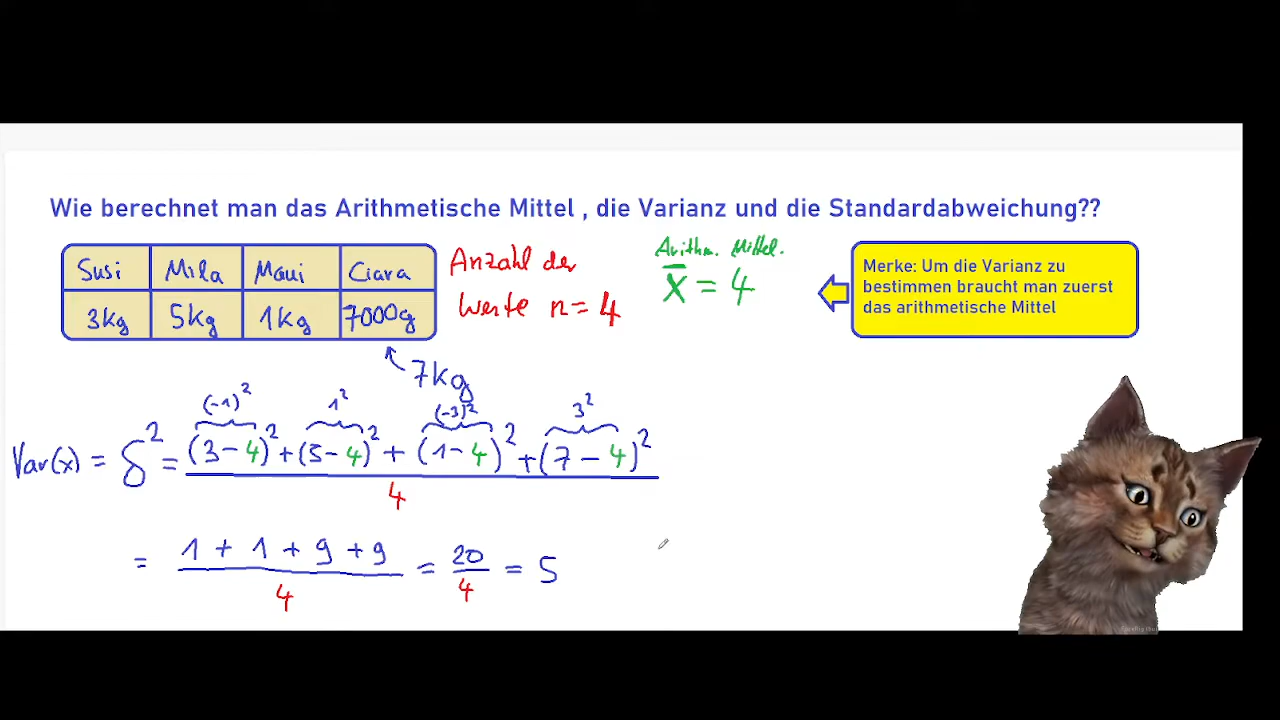 Wie berechnet man das Arithmetische Mittel , die Varianz und die Standardabweichung??
Susi Mila Maui Ciara
3kg 5kg 1kg 7000g
7kg
Anzahl der
Werte n = 4
Arithm. Mittel.
x̄ = 4
Merke: Um die Varianz zu
bestimmen braucht man zuerst
das arithmetische Mittel
(-1)² 1² (-3)² 3²
Var(x) = δ² = (3-4)² + (5-4)² + (1-4)² + (7-4)²
4
= 1 + 1 + 9 + 9 = 20 = 5
4 4